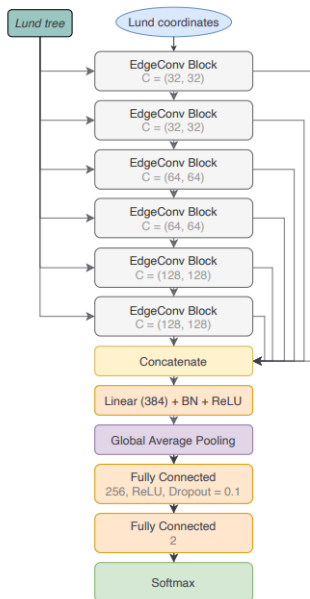 Lund tree
Lund coordinates
EdgeConv Block
C = (32, 32)
EdgeConv Block
C = (32, 32)
EdgeConv Block
C = (64, 64)
EdgeConv Block
C = (64, 64)
EdgeConv Block
C = (128, 128)
EdgeConv Block
C = (128, 128)
Concatenate
Linear (384) + BN + ReLU
Global Average Pooling
Fully Connected
256, ReLU, Dropout = 0.1
Fully Connected
2
Softmax